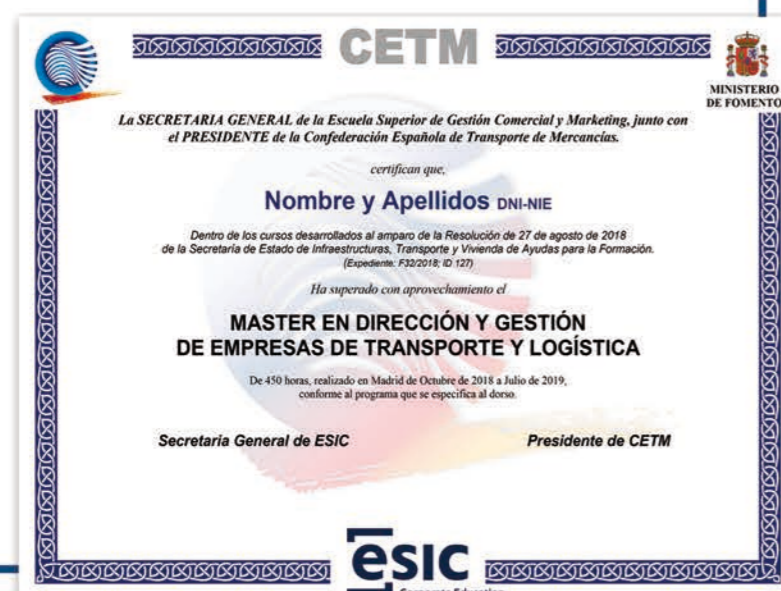 CETM
MINISTERIO
DE FOMENTO
La SECRETARIA GENERAL de la Escuela Superior de Gestión Comercial y Marketing, junto con
el PRESIDENTE de la Confederación Española de Transporte de Mercancías.
certifican que,
Nombre y Apellidos DNI-NIE
Dentro de los cursos desarrollados al amparo de la Resolución de 27 de agosto de 2018
de la Secretaría de Estado de Infraestructuras, Transporte y Vivienda de Ayudas para la Formación.
(Expediente: F32/2018; ID 127)
Ha superado con aprovechamiento el
MASTER EN DIRECCIÓN Y GESTIÓN
DE EMPRESAS DE TRANSPORTE Y LOGÍSTICA
De 450 horas, realizado en Madrid de Octubre de 2018 a Julio de 2019,
conforme al programa que se especifica al dorso.
Secretaria General de ESIC
Presidente de CETM
esic
Corporate Education